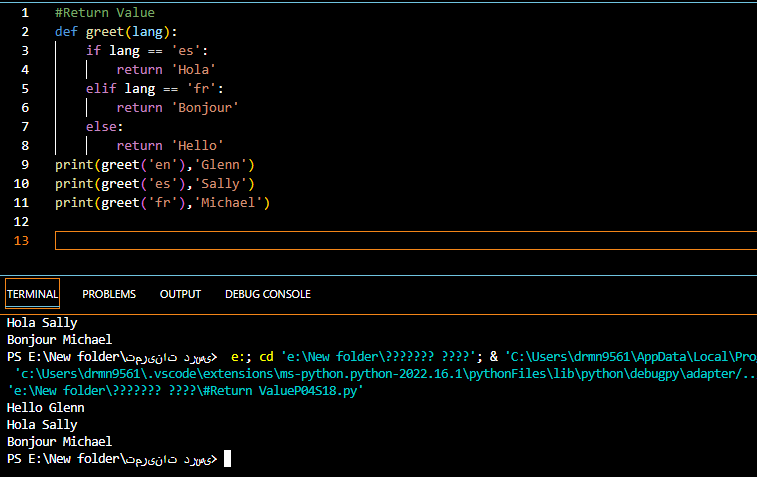 1 #Return Value
2 def greet(lang):
3 if lang == 'es':
4 return 'Hola'
5 elif lang == 'fr':
6 return 'Bonjour'
7 else:
8 return 'Hello'
9 print(greet('en'),'Glenn')
10 print(greet('es'),'Sally')
11 print(greet('fr'),'Michael')
12
13
TERMINAL PROBLEMS OUTPUT DEBUG CONSOLE
Hola Sally
Bonjour Michael
PS E:\New folder\تمرینات درسی> e:; cd 'e:\New folder\??????? ????'; & 'C:\Users\drmn9561\AppData\Local\Pro
'c:\Users\drmn9561\.vscode\extensions\ms-python.python-2022.16.1\pythonFiles\lib\python\debugpy\adapter/..
'e:\New folder\??????? ????\#Return ValueP04S18.py'
Hello Glenn
Hola Sally
Bonjour Michael
PS E:\New folder\تمرینات درسی>